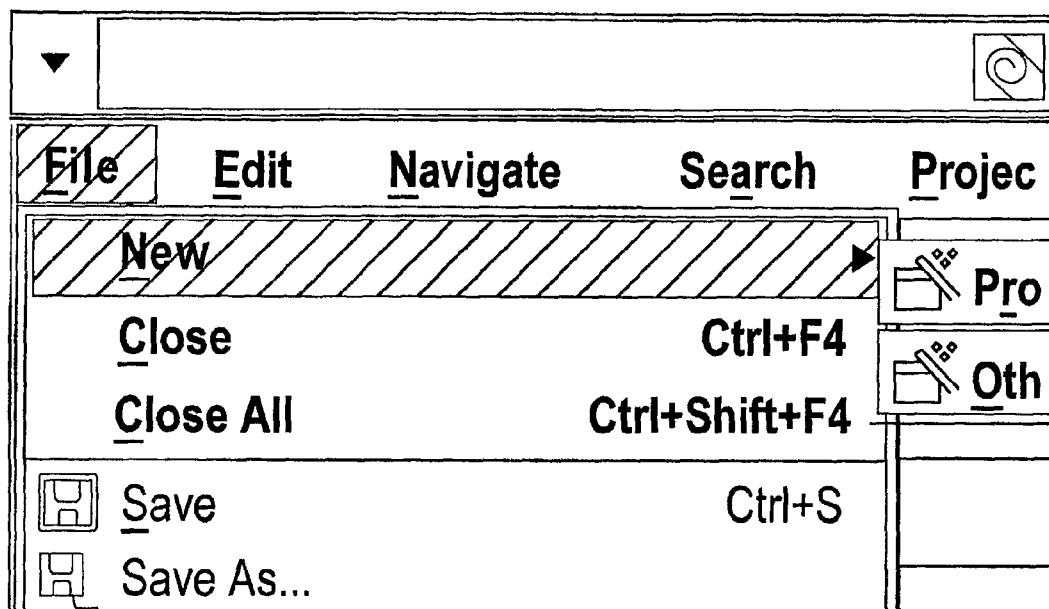 File Edit Navigate Search Projec
New
Pro
Close Ctrl+F4
Oth
Close All Ctrl+Shift+F4
Save Ctrl+S
Save As...